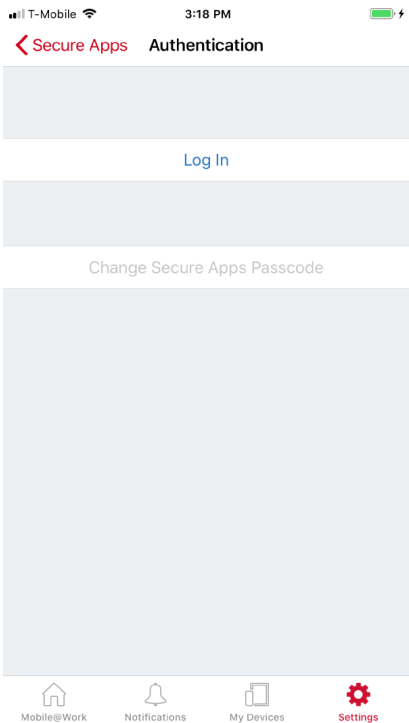 T-Mobile 3:18 PM
Secure Apps Authentication
Log In
Change Secure Apps Passcode
Mobile@Work Notifications My Devices Settings